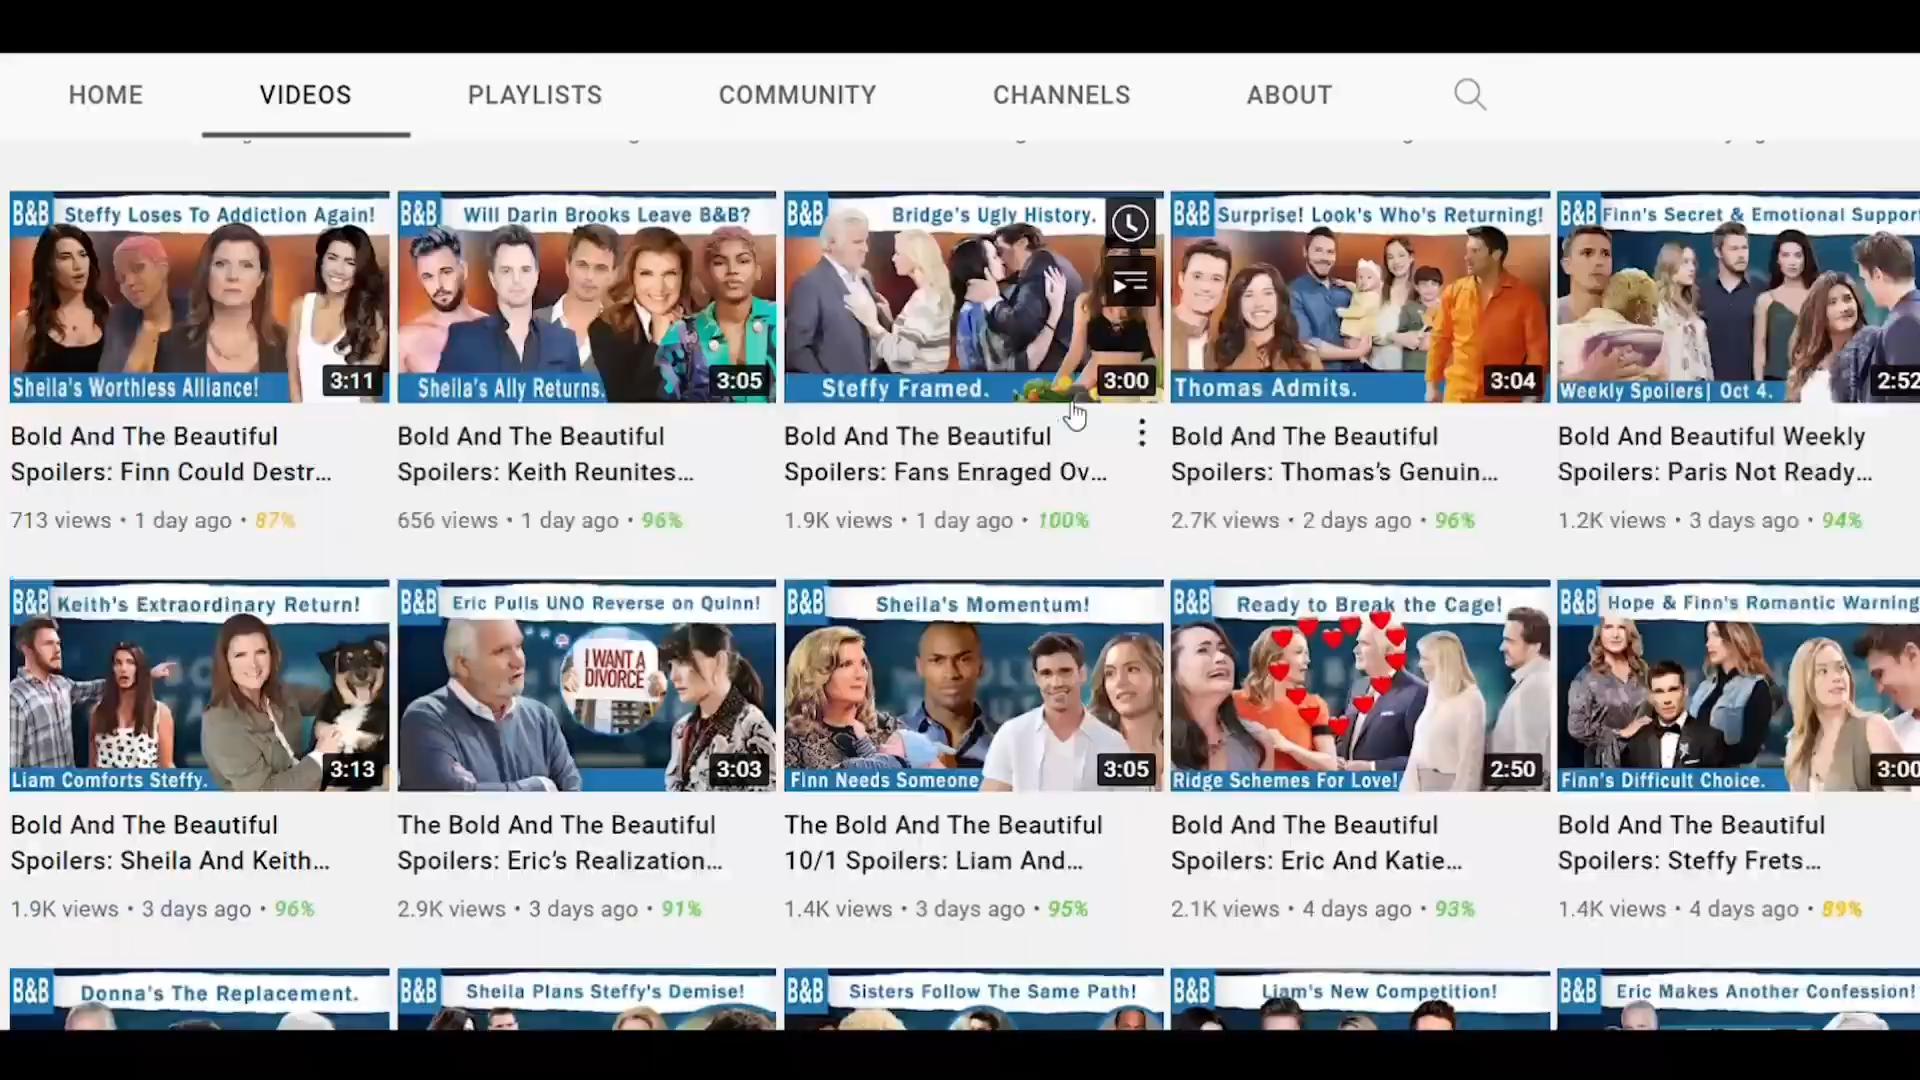 HOME VIDEOS PLAYLISTS COMMUNITY CHANNELS ABOUT
B&B Steffy Loses To Addiction Again!
Sheila's Worthless Alliance!
3:11
Bold And The Beautiful
Spoilers: Finn Could Destr...
713 views • 1 day ago • 87%
B&B Will Darin Brooks Leave B&B?
Sheila's Ally Returns.
3:05
Bold And The Beautiful
Spoilers: Keith Reunites...
656 views • 1 day ago • 96%
B&B Bridge's Ugly History.
Steffy Framed.
3:00
Bold And The Beautiful
Spoilers: Fans Enraged Ov...
1.9K views • 1 day ago • 100%
B&B Surprise! Look's Who's Returning!
Thomas Admits.
3:04
Bold And The Beautiful
Spoilers: Thomas’s Genuin...
2.7K views • 2 days ago • 96%
B&B Finn's Secret & Emotional Support
Weekly Spoilers| Oct 4.
2:52
Bold And Beautiful Weekly
Spoilers: Paris Not Ready...
1.2K views • 3 days ago • 94%
B&B Keith's Extraordinary Return!
Liam Comforts Steffy.
3:13
Bold And The Beautiful
Spoilers: Sheila And Keith...
1.9K views • 3 days ago • 96%
B&B Eric Pulls UNO Reverse on Quinn!
I WANT A
DIVORCE
3:03
The Bold And The Beautiful
Spoilers: Eric’s Realization...
2.9K views • 3 days ago • 91%
B&B Sheila's Momentum!
Finn Needs Someone
3:05
The Bold And The Beautiful
10/1 Spoilers: Liam And...
1.4K views • 3 days ago • 95%
B&B Ready to Break the Cage!
Ridge Schemes For Love!
2:50
Bold And The Beautiful
Spoilers: Eric And Katie...
2.1K views • 4 days ago • 93%
B&B Hope & Finn's Romantic Warning
Finn's Difficult Choice.
3:00
Bold And The Beautiful
Spoilers: Steffy Frets...
1.4K views • 4 days ago • 89%
B&B Donna's The Replacement.
B&B Sheila Plans Steffy's Demise!
B&B Sisters Follow The Same Path!
B&B Liam's New Competition!
B&B Eric Makes Another Confession!